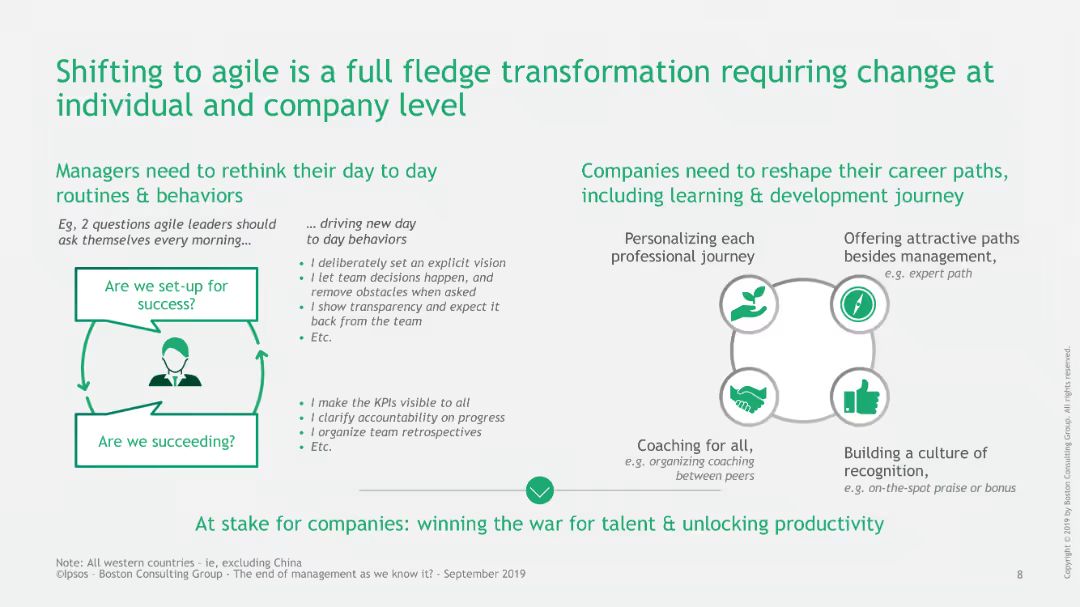 Shifting to agile is a full fledge transformation requiring change at
individual and company level
Managers need to rethink their day to day
routines & behaviors
Eg, 2 questions agile leaders should
ask themselves every morning…
Are we set-up for
success?
Are we succeeding?
… driving new day
to day behaviors
• I deliberately set an explicit vision
• I let team decisions happen, and
remove obstacles when asked
• I show transparency and expect it
back from the team
• Etc.
• I make the KPIs visible to all
• I clarify accountability on progress
• I organize team retrospectives
• Etc.
Companies need to reshape their career paths,
including learning & development journey
Personalizing each
professional journey
Offering attractive paths
besides management,
e.g. expert path
Coaching for all,
e.g. organizing coaching
between peers
Building a culture of
recognition,
e.g. on-the-spot praise or bonus
At stake for companies: winning the war for talent & unlocking productivity
Note: All western countries – ie, excluding China
©Ipsos – Boston Consulting Group - The end of management as we know it? - September 2019
8
Copyright © 2019 by Boston Consulting Group. All rights reserved.